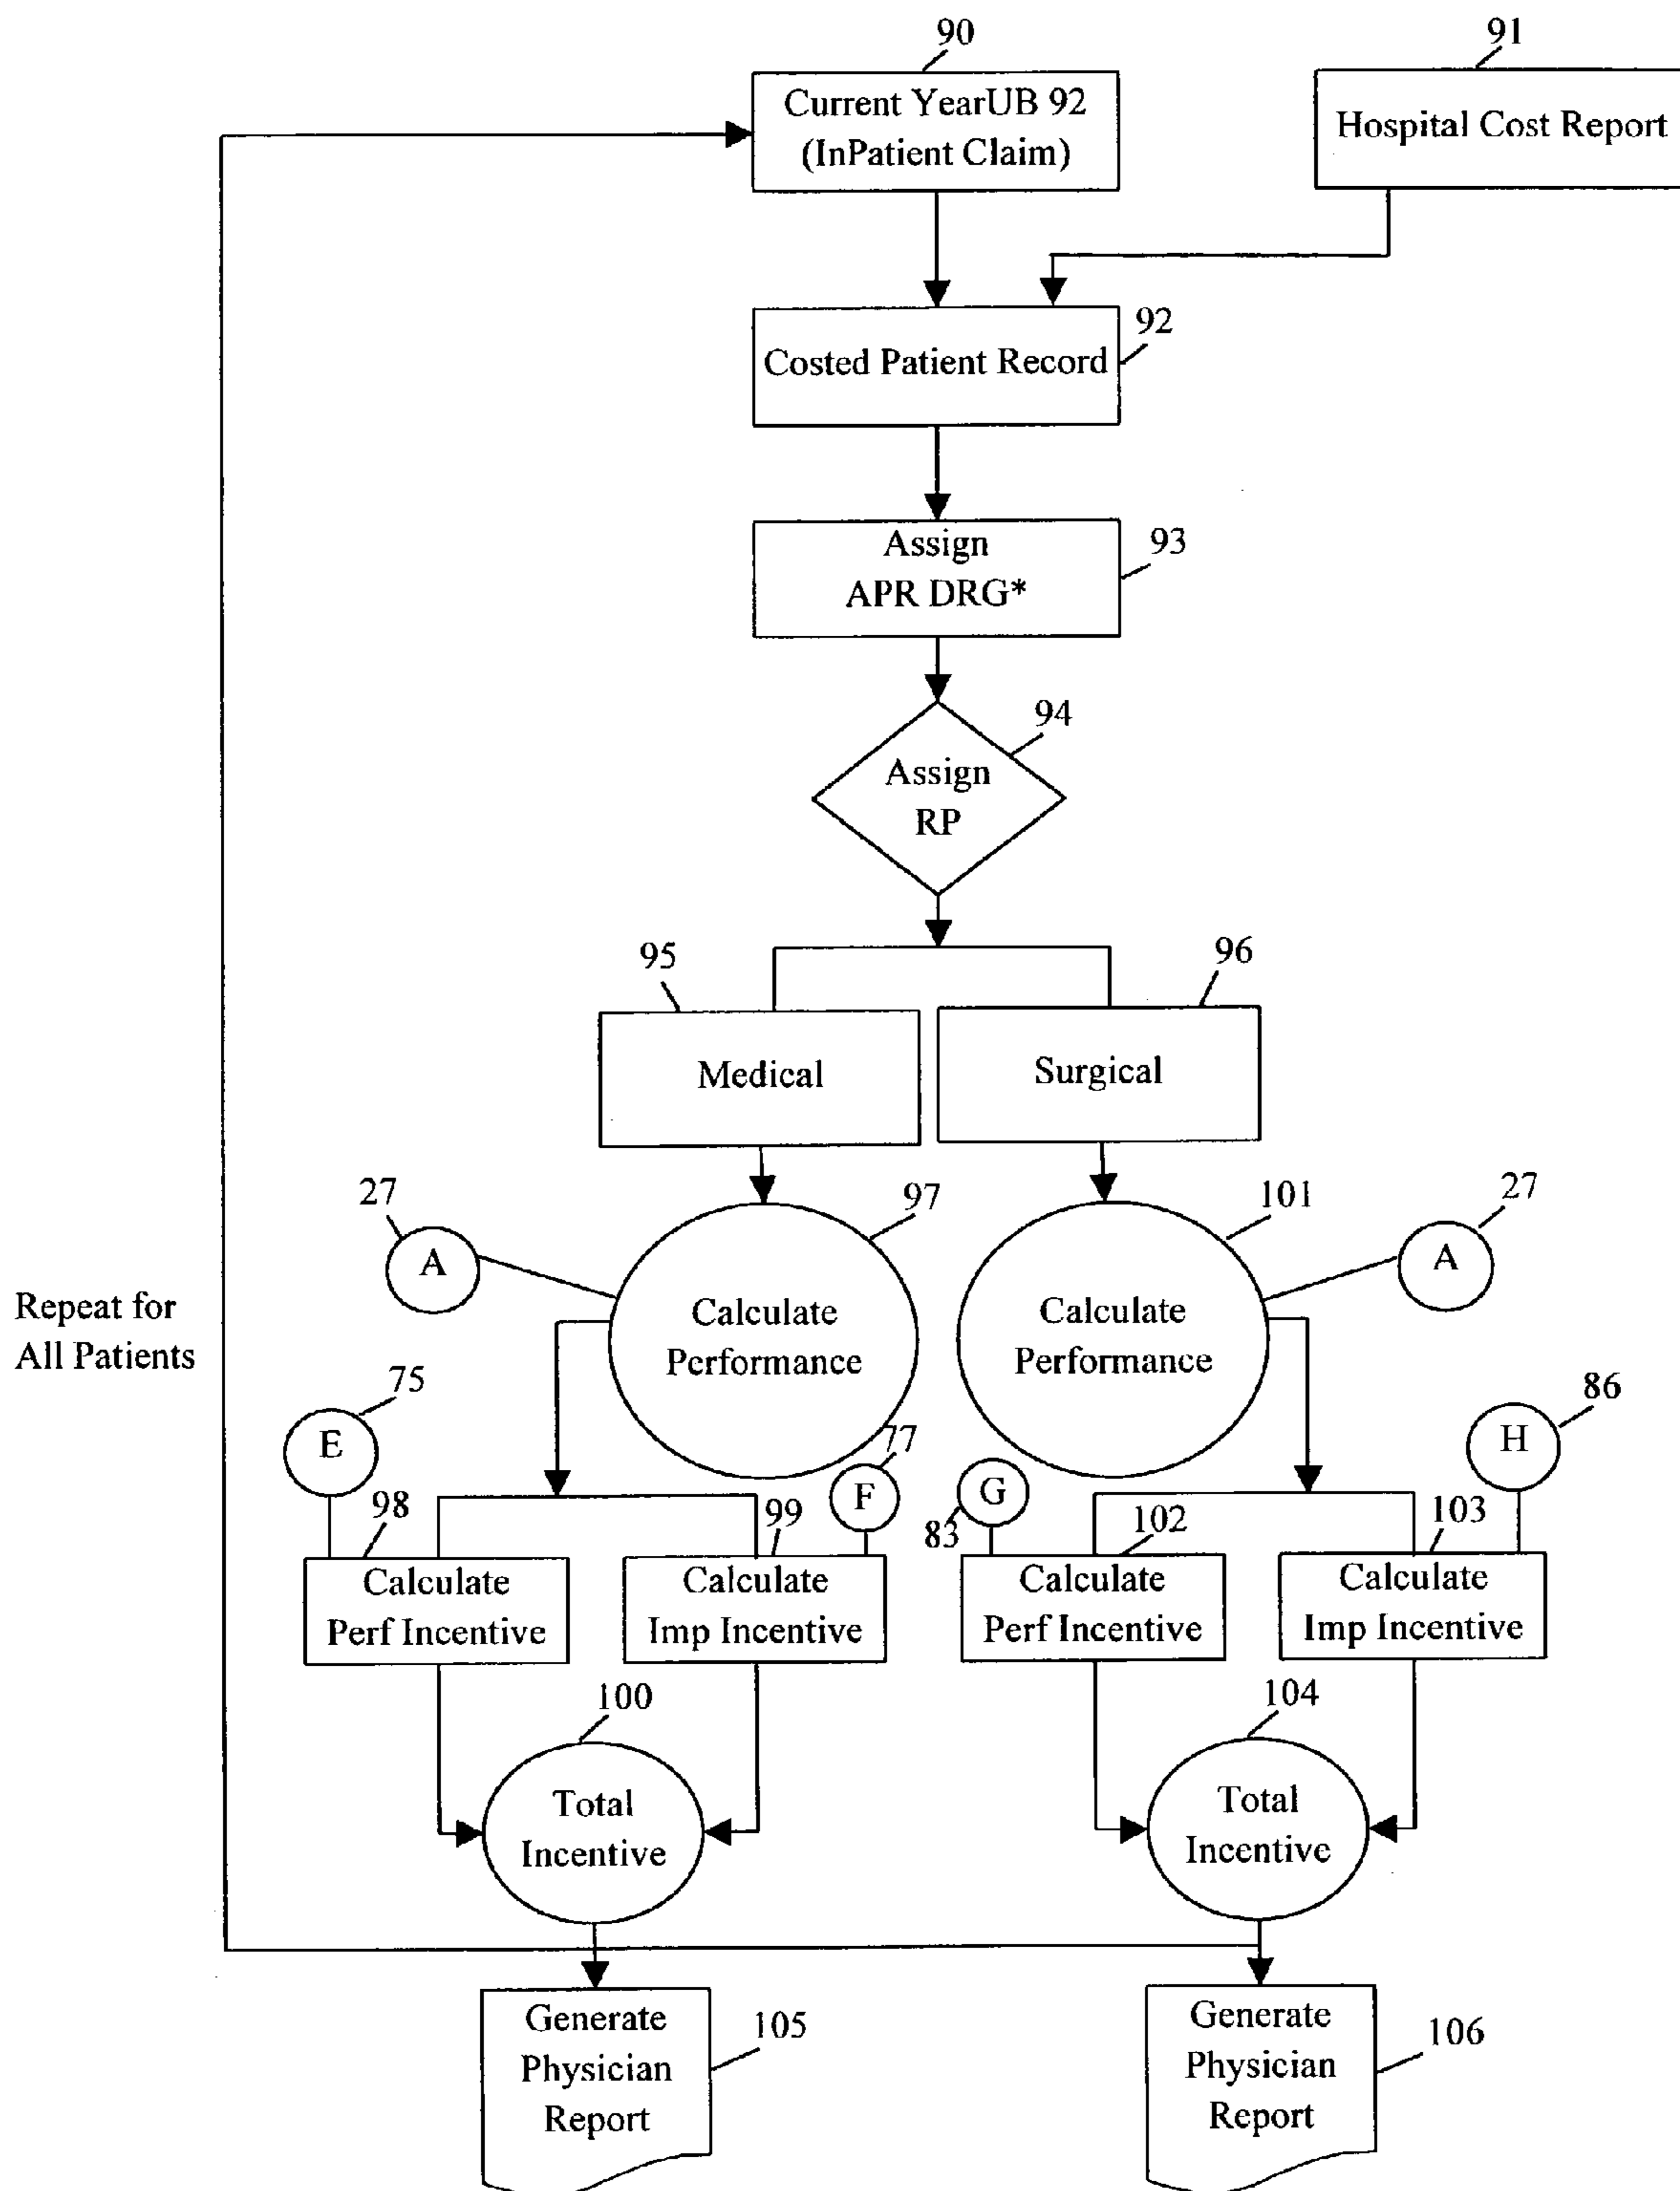 90
91
Current YearUB 92
(InPatient Claim)
Hospital Cost Report
92
Costed Patient Record
93
Assign
APR DRG*
94
Assign
RP
95
96
Medical
Surgical
27
97
101
27
A
A
Calculate
Performance
Calculate
Performance
Repeat for
All Patients
75
86
E
77
H
F
G
98
99
83
102
103
Calculate
Perf Incentive
Calculate
Imp Incentive
Calculate
Perf Incentive
Calculate
Imp Incentive
100
104
Total
Incentive
Total
Incentive
Generate
Physician
Report
105
Generate
Physician
Report
106